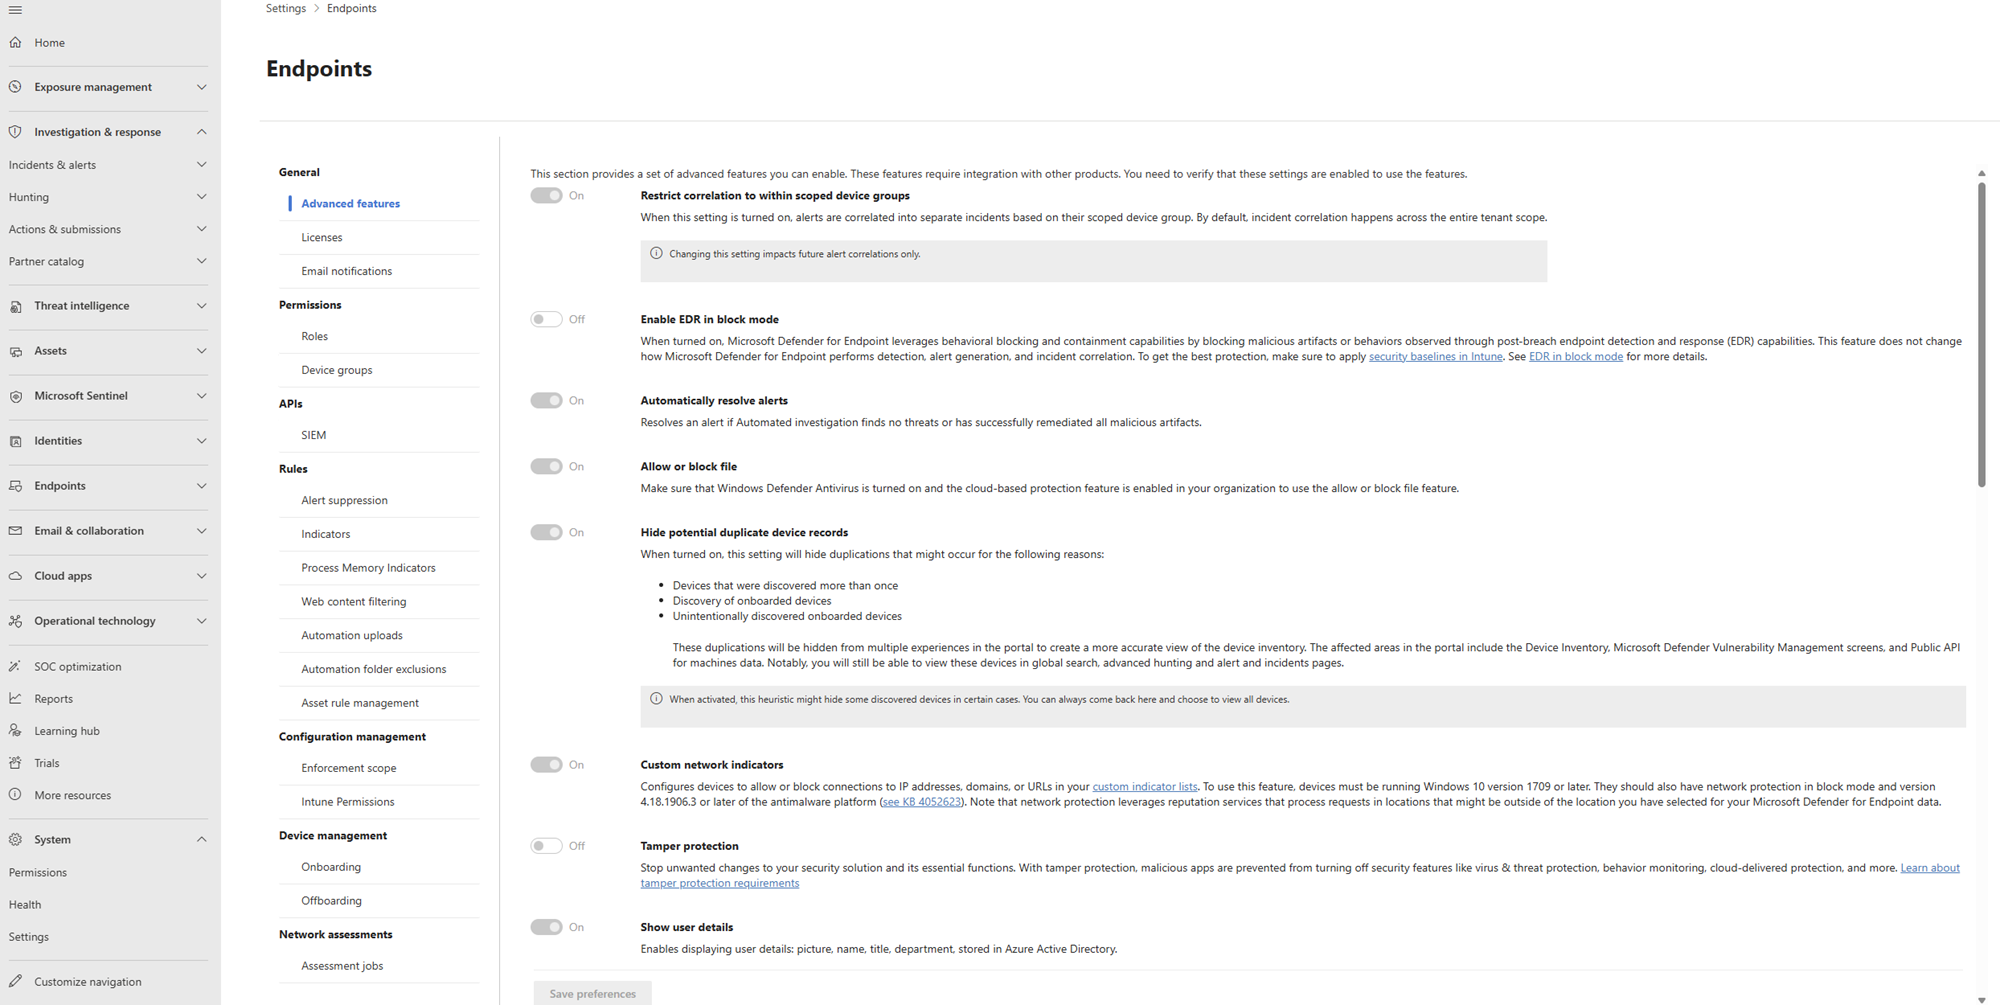 Settings > Endpoints
Home
Exposure management
Investigation & response
Incidents & alerts
Hunting
Actions & submissions
Partner catalog
Threat intelligence
Assets
Microsoft Sentinel
Identities
Endpoints
Email & collaboration
Cloud apps
Operational technology
SOC optimization
Reports
Learning hub
Trials
More resources
System
Permissions
Health
Settings
Customize navigation
Endpoints
General
Advanced features
Licenses
Email notifications
Permissions
Roles
Device groups
APIs
SIEM
Rules
Alert suppression
Indicators
Process Memory Indicators
Web content filtering
Automation uploads
Automation folder exclusions
Asset rule management
Configuration management
Enforcement scope
Intune Permissions
Device management
Onboarding
Offboarding
Network assessments
Assessment jobs
This section provides a set of advanced features you can enable. These features require integration with other products. You need to verify that these settings are enabled to use the features.
On Restrict correlation to within scoped device groups
When this setting is turned on, alerts are correlated into separate incidents based on their scoped device group. By default, incident correlation happens across the entire tenant scope.
Changing this setting impacts future alert correlations only.
Off Enable EDR in block mode
When turned on, Microsoft Defender for Endpoint leverages behavioral blocking and containment capabilities by blocking malicious artifacts or behaviors observed through post-breach endpoint detection and response (EDR) capabilities. This feature does not change
how Microsoft Defender for Endpoint performs detection, alert generation, and incident correlation. To get the best protection, make sure to apply security baselines in Intune. See EDR in block mode for more details.
On Automatically resolve alerts
Resolves an alert if Automated investigation finds no threats or has successfully remediated all malicious artifacts.
On Allow or block file
Make sure that Windows Defender Antivirus is turned on and the cloud-based protection feature is enabled in your organization to use the allow or block file feature.
On Hide potential duplicate device records
When turned on, this setting will hide duplications that might occur for the following reasons:
• Devices that were discovered more than once
• Discovery of onboarded devices
• Unintentionally discovered onboarded devices
These duplications will be hidden from multiple experiences in the portal to create a more accurate view of the device inventory. The affected areas in the portal include the Device Inventory, Microsoft Defender Vulnerability Management screens, and Public API
for machines data. Notably, you will still be able to view these devices in global search, advanced hunting and alert and incidents pages.
When activated, this heuristic might hide some discovered devices in certain cases. You can always come back here and choose to view all devices.
On Custom network indicators
Configures devices to allow or block connections to IP addresses, domains, or URLs in your custom indicator lists. To use this feature, devices must be running Windows 10 version 1709 or later. They should also have network protection in block mode and version
4.18.1906.3 or later of the antimalware platform (see KB 4052623). Note that network protection leverages reputation services that process requests in locations that might be outside of the location you have selected for your Microsoft Defender for Endpoint data.
Off Tamper protection
Stop unwanted changes to your security solution and its essential functions. With tamper protection, malicious apps are prevented from turning off security features like virus & threat protection, behavior monitoring, cloud-delivered protection, and more. Learn about
tamper protection requirements
On Show user details
Enables displaying user details: picture, name, title, department, stored in Azure Active Directory.
Save preferences